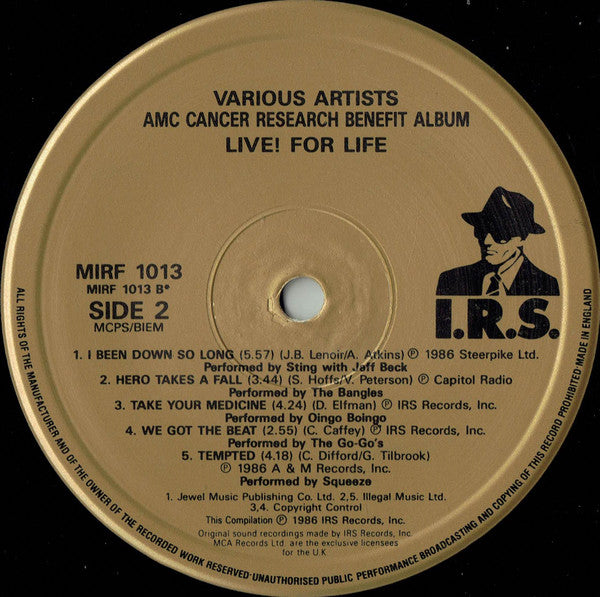 VARIOUS ARTISTS
AMC CANCER RESEARCH BENEFIT ALBUM
LIVE! FOR LIFE
MIRF 1013
MIRF 1013 B*
SIDE 2
MCPS/BIEM
I.R.S.
1. I BEEN DOWN SO LONG (5.57) (J.B. Lenoir/A. Atkins) ℗ 1986 Steerpike Ltd.
Performed by Sting with Jeff Beck
2. HERO TAKES A FALL (3:44) (S. Hoffs/V. Peterson) ℗ Capitol Radio
Performed by The Bangles
3. TAKE YOUR MEDICINE (4.24) (D. Elfman) ℗ IRS Records, Inc.
Performed by Oingo Boingo
4. WE GOT THE BEAT (2.55) (C. Caffey) ℗ IRS Records, Inc.
Performed by The Go-Go's
5. TEMPTED (4.18) (C. Difford/G. Tilbrook)
℗ 1986 A & M Records, Inc.
Performed by Squeeze
1. Jewel Music Publishing Co. Ltd. 2,5. Illegal Music Ltd.
3,4. Copyright Control
This Compilation ℗ 1986 IRS Records, Inc.
Original sound recordings made by IRS Records, Inc.
MCA Records Ltd. are the exclusive licensees
for the U.K
ALL RIGHTS OF THE MANUFACTURER AND OF THE OWNER OF THE RECORDED WORK RESERVED·UNAUTHORISED PUBLIC PERFORMANCE BROADCASTING AND COPYING OF THIS RECORD PROHIBITED·MADE IN ENGLAND